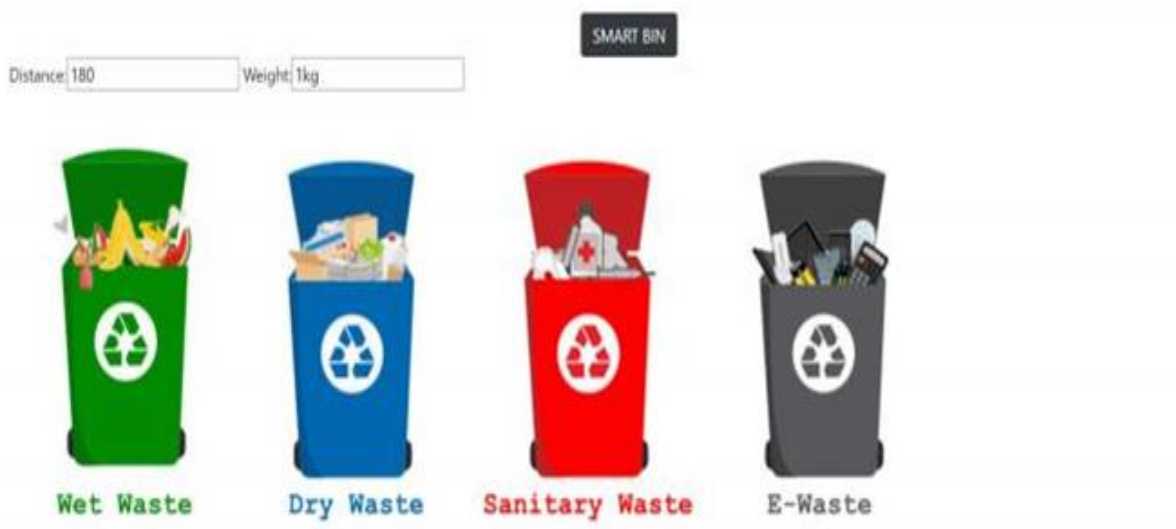 SMART BIN
Distance: 180 Weight: 1kg
Wet Waste Dry Waste Sanitary Waste E-Waste